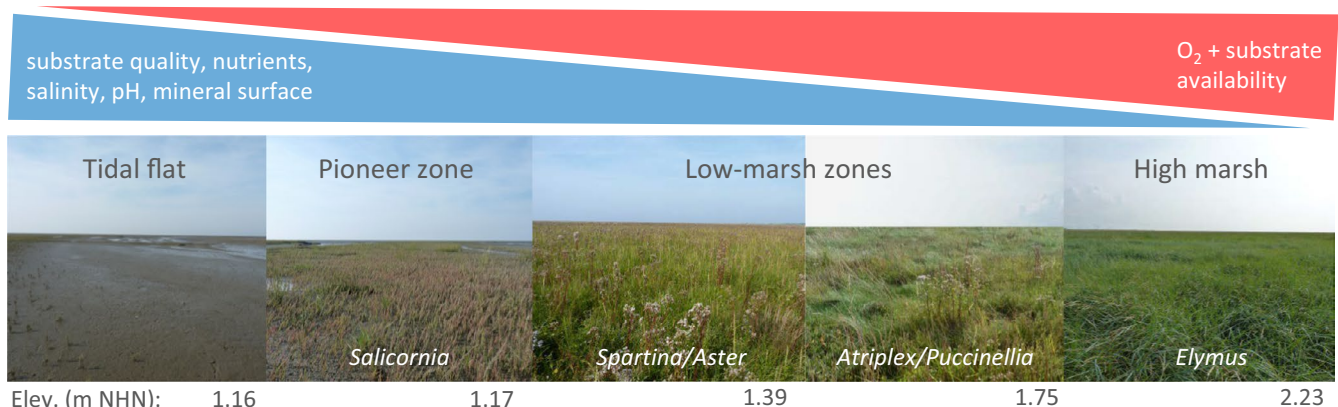 substrate quality, nutrients,
salinity, pH, mineral surface
O₂ + substrate
availability
Tidal flat
Pioneer zone
Low-marsh zones
High marsh
Salicornia
Spartina/Aster
Atriplex/Puccinellia
Elymus
Elev. (m NHN): 1.16 1.17 1.39 1.75 2.23